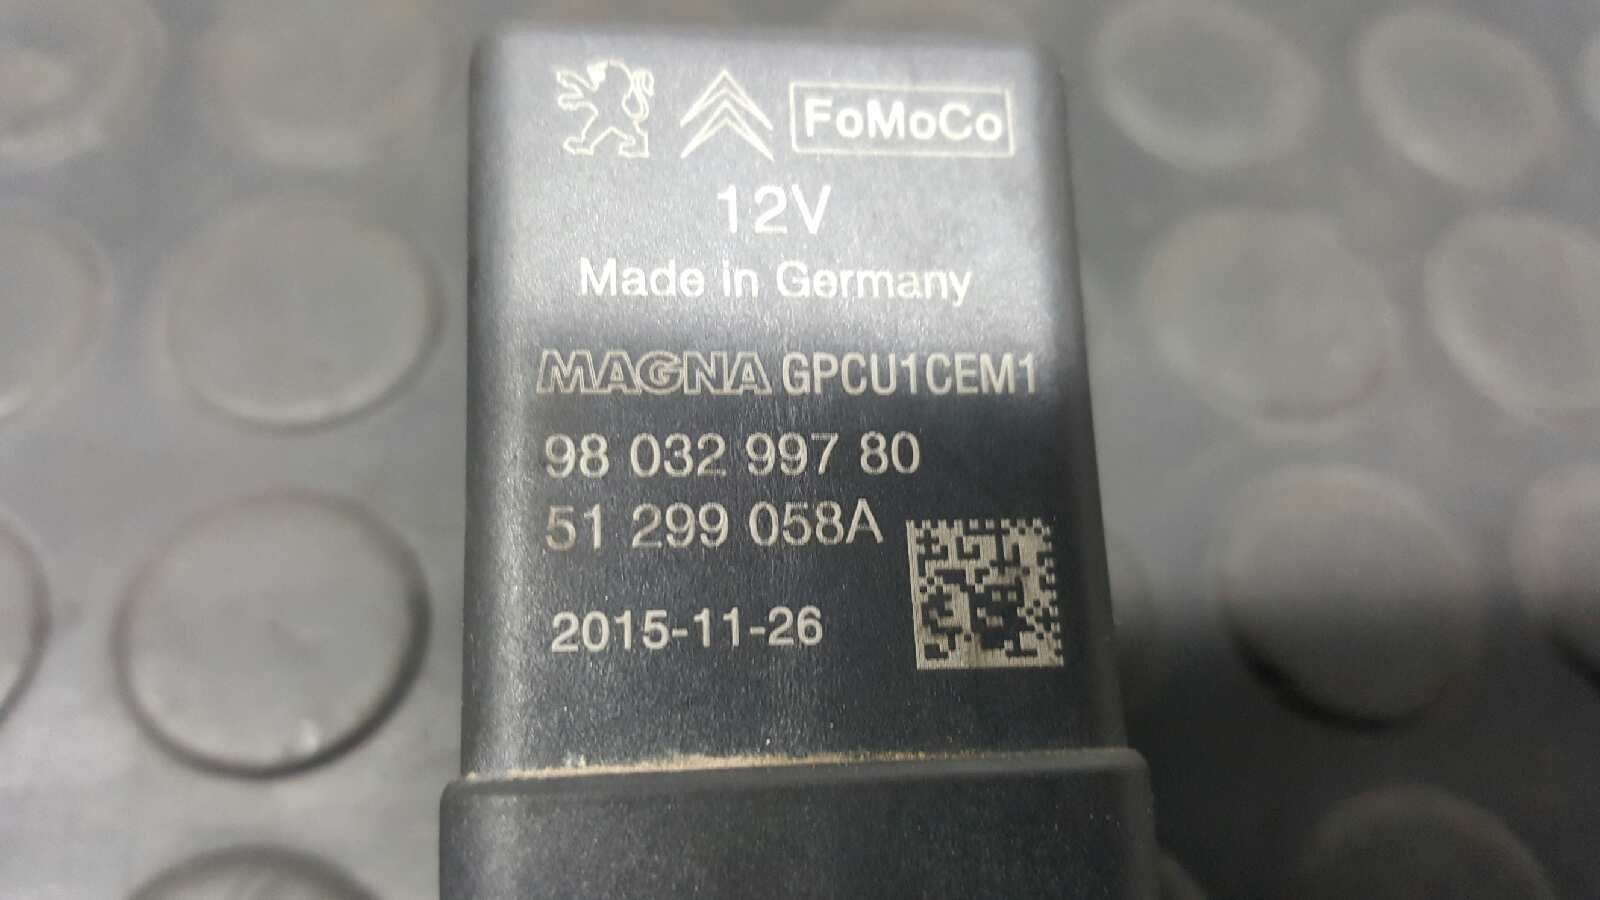 FoMoCo
12V
Made in Germany
MAGNA GPCU1CEM1
98 032 997 80
51 299 058A
2015-11-26